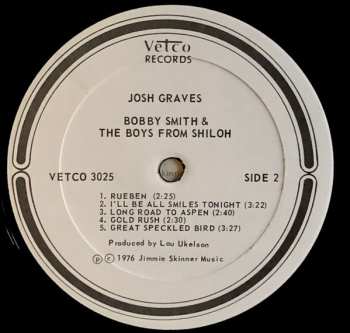 Vetco
RECORDS
JOSH GRAVES
BOBBY SMITH &
THE BOYS FROM SHILOH
VETCO 3025
SIDE 2
1. RUEBEN (2:25)
2. I'LL BE ALL SMILES TONIGHT (3:22)
3. LONG ROAD TO ASPEN (2:40)
4. GOLD RUSH (2:30)
5. GREAT SPECKLED BIRD (3:27)
Produced by Lou Ukelson
Ⓟ Ⓒ 1976 Jimmie Skinner Music